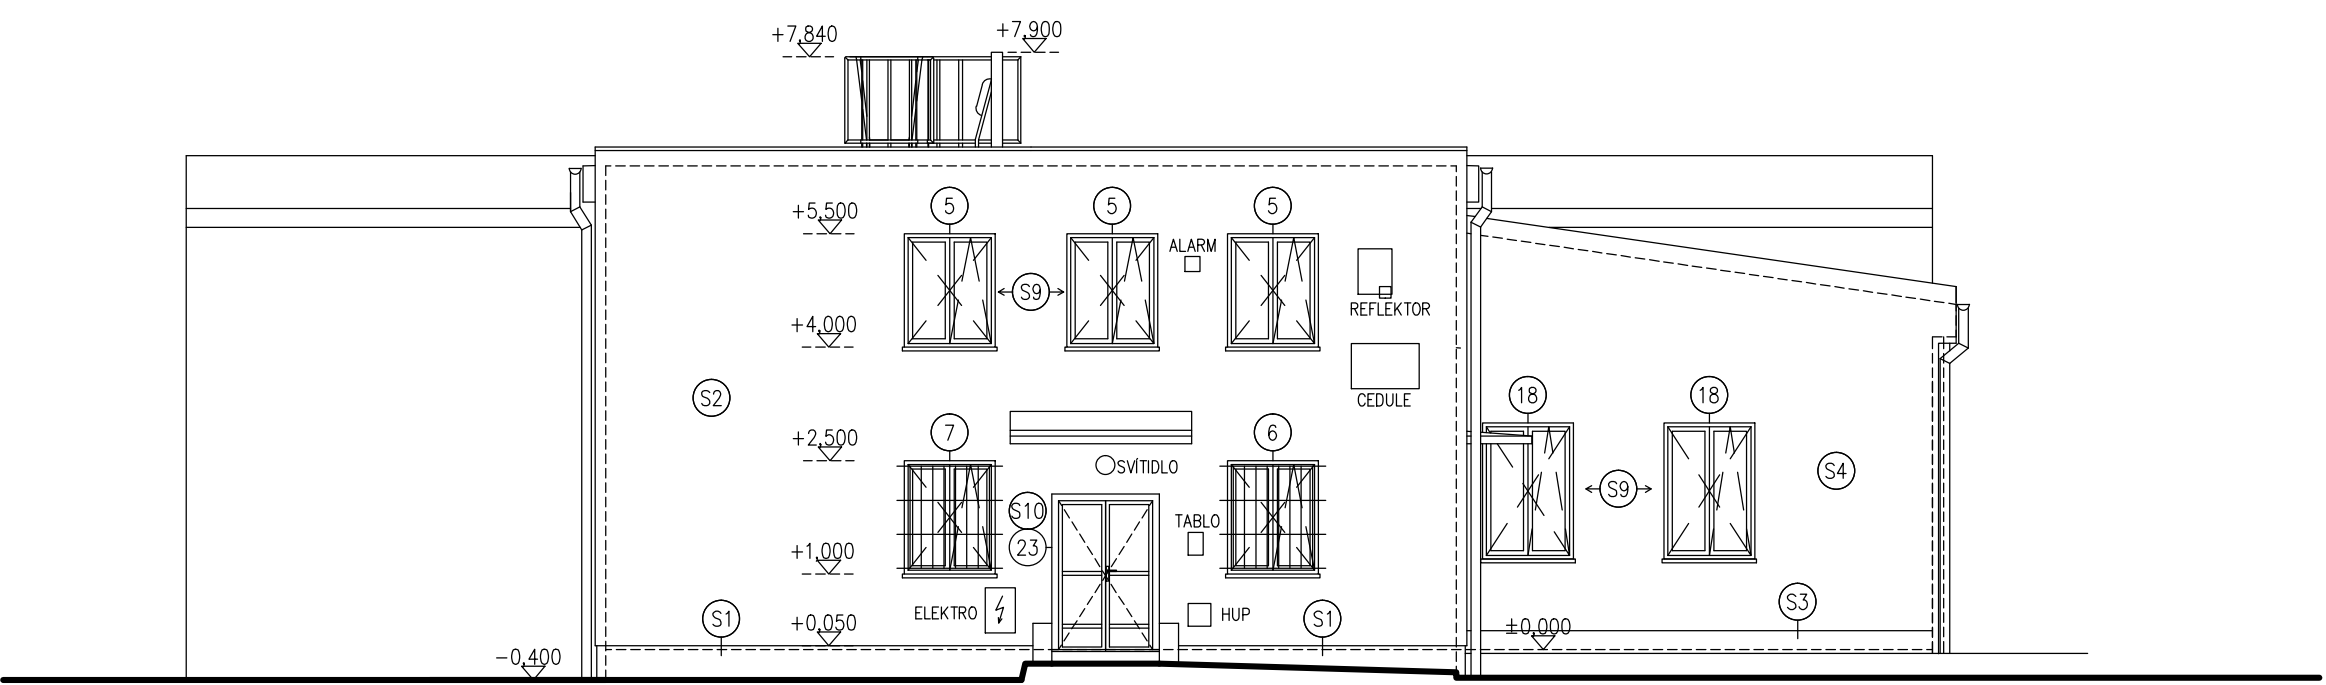 +7,840
+7,900
+5,500
5
5
5
ALARM
S9
REFLEKTOR
+4,000
CEDULE
S2
18
18
+2,500
7
6
SVÍTIDLO
S4
S9
S10
TABLO
23
+1,000
S3
ELEKTRO
HUP
S1
S1
+0,050
±0,000
−0,400